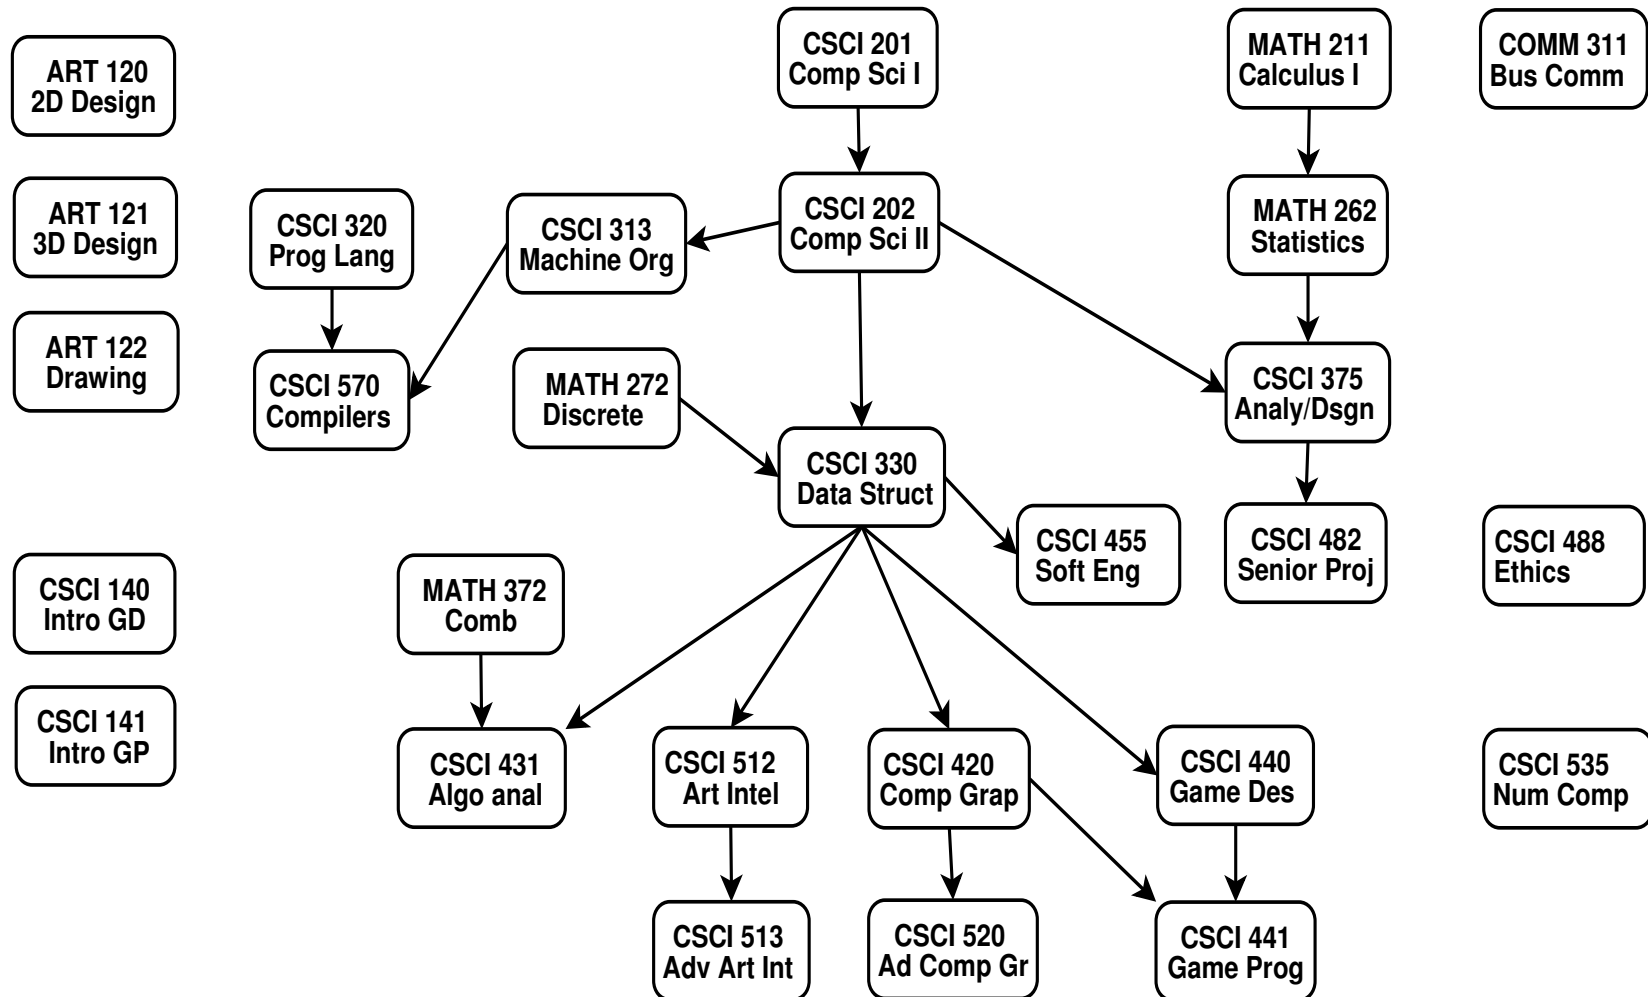 CSCI 201
Comp Sci I
MATH 211
Calculus I
COMM 311
Bus Comm
ART 120
2D Design
ART 121
3D Design
CSCI 320
Prog Lang
CSCI 313
Machine Org
CSCI 202
Comp Sci II
MATH 262
Statistics
ART 122
Drawing
CSCI 570
Compilers
MATH 272
Discrete
CSCI 375
Analy/Dsgn
CSCI 330
Data Struct
CSCI 455
Soft Eng
CSCI 482
Senior Proj
CSCI 488
Ethics
CSCI 140
Intro GD
MATH 372
Comb
CSCI 141
Intro GP
CSCI 431
Algo anal
CSCI 512
Art Intel
CSCI 420
Comp Grap
CSCI 440
Game Des
CSCI 535
Num Comp
CSCI 513
Adv Art Int
CSCI 520
Ad Comp Gr
CSCI 441
Game Prog